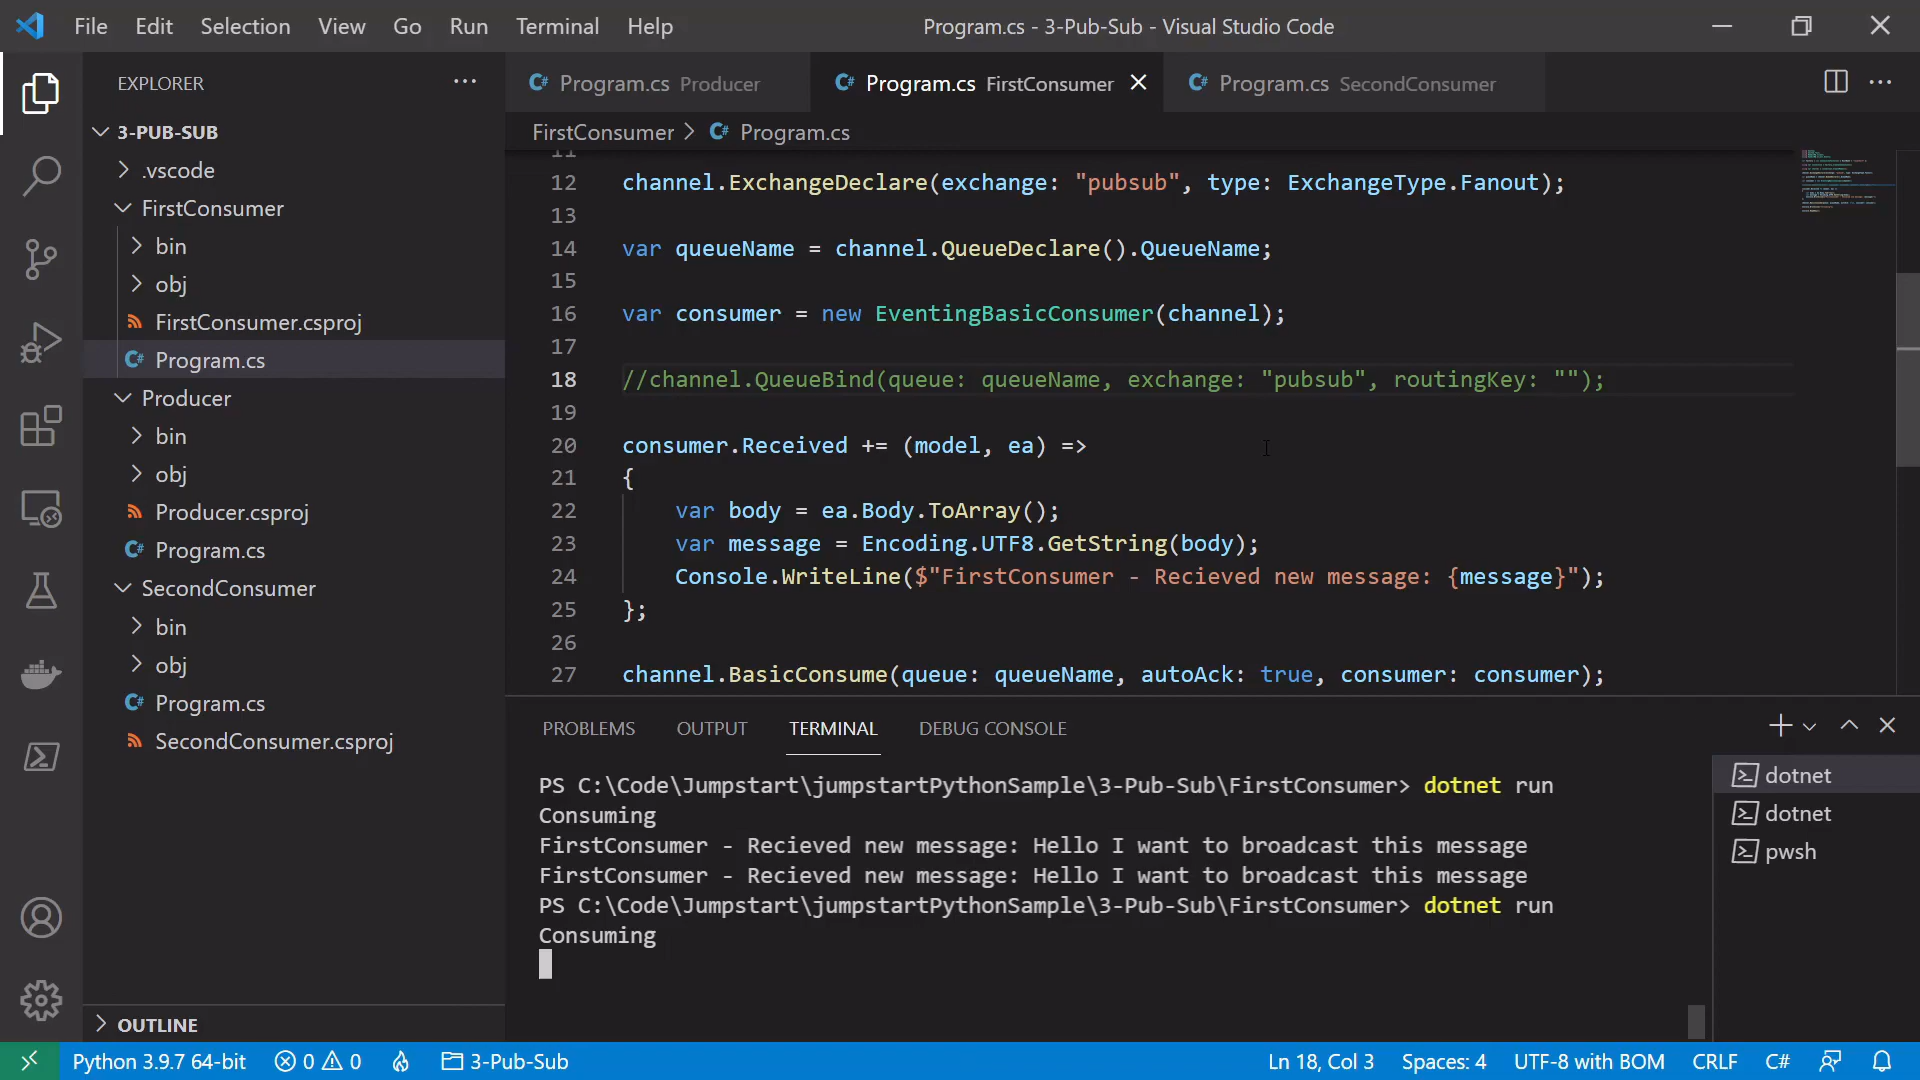 File Edit Selection View Go Run Terminal Help
Program.cs - 3-Pub-Sub - Visual Studio Code
EXPLORER
3-PUB-SUB
.vscode
FirstConsumer
bin
obj
FirstConsumer.csproj
Program.cs
Producer
bin
obj
Producer.csproj
Program.cs
SecondConsumer
bin
obj
Program.cs
SecondConsumer.csproj
OUTLINE
Program.cs Producer
Program.cs FirstConsumer
Program.cs SecondConsumer
FirstConsumer > Program.cs
11
12 channel.ExchangeDeclare(exchange: "pubsub", type: ExchangeType.Fanout);
13
14 var queueName = channel.QueueDeclare().QueueName;
15
16 var consumer = new EventingBasicConsumer(channel);
17
18 //channel.QueueBind(queue: queueName, exchange: "pubsub", routingKey: "");
19
20 consumer.Received += (model, ea) =>
21 {
22 var body = ea.Body.ToArray();
23 var message = Encoding.UTF8.GetString(body);
24 Console.WriteLine($"FirstConsumer - Recieved new message: {message}");
25 };
26
27 channel.BasicConsume(queue: queueName, autoAck: true, consumer: consumer);
PROBLEMS OUTPUT TERMINAL DEBUG CONSOLE
PS C:\Code\Jumpstart\jumpstartPythonSample\3-Pub-Sub\FirstConsumer> dotnet run
Consuming
FirstConsumer - Recieved new message: Hello I want to broadcast this message
FirstConsumer - Recieved new message: Hello I want to broadcast this message
PS C:\Code\Jumpstart\jumpstartPythonSample\3-Pub-Sub\FirstConsumer> dotnet run
Consuming
dotnet
dotnet
pwsh
Python 3.9.7 64-bit 0 0 3-Pub-Sub Ln 18, Col 3 Spaces: 4 UTF-8 with BOM CRLF C#